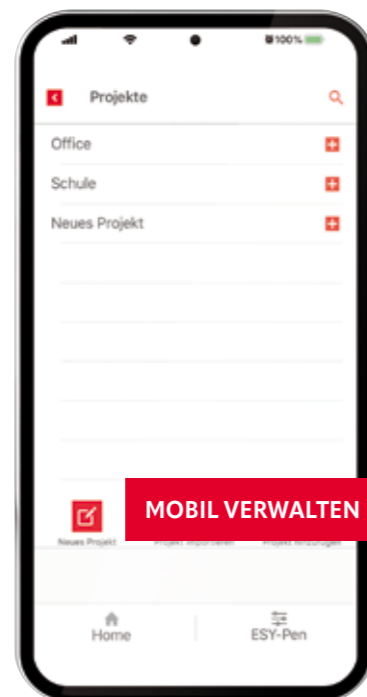 100%
Projekte
Office
Schule
Neues Projekt
MOBIL VERWALTEN
Neues Projekt
Home
ESY-Pen